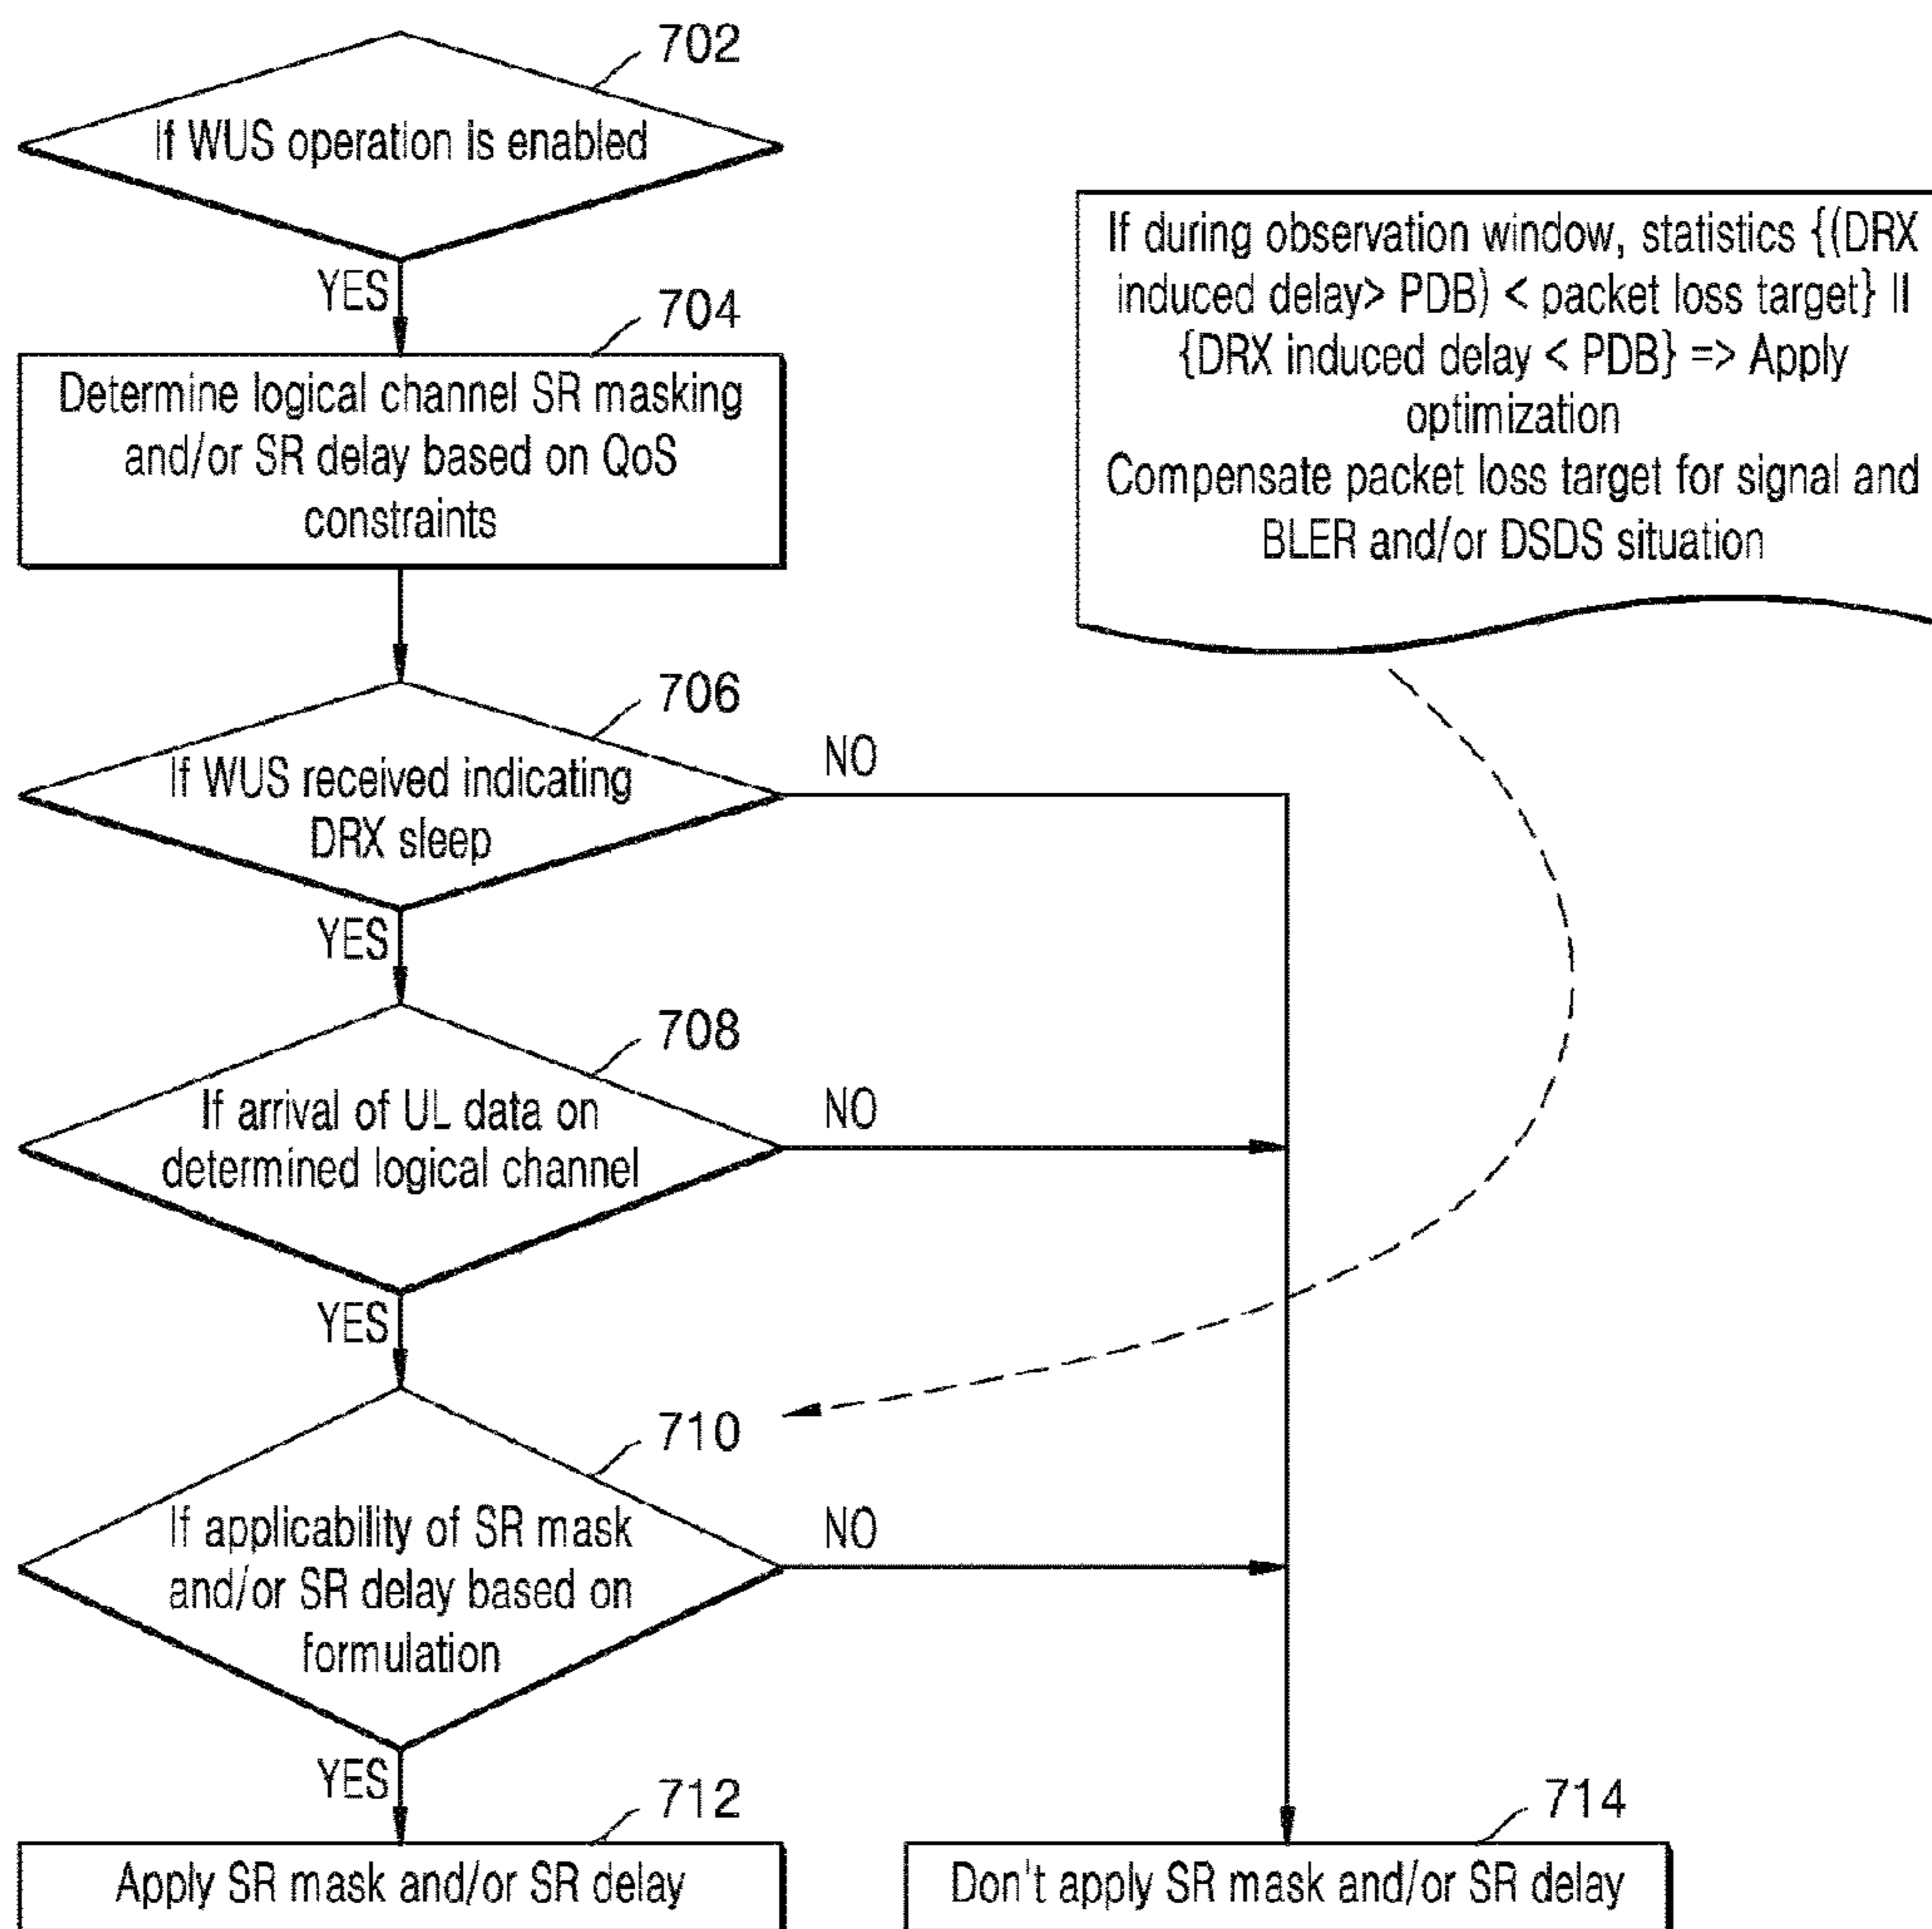 702
If WUS operation is enabled
YES
704
Determine logical channel SR masking
and/or SR delay based on QoS
constraints
If during observation window, statistics {(DRX
induced delay> PDB) < packet loss target} ||
{DRX induced delay < PDB} => Apply
optimization
Compensate packet loss target for signal and
BLER and/or DSDS situation
706
If WUS received indicating
DRX sleep
NO
YES
708
If arrival of UL data on
determined logical channel
NO
YES
710
If applicability of SR mask
and/or SR delay based on
formulation
NO
YES
712
Apply SR mask and/or SR delay
714
Don't apply SR mask and/or SR delay